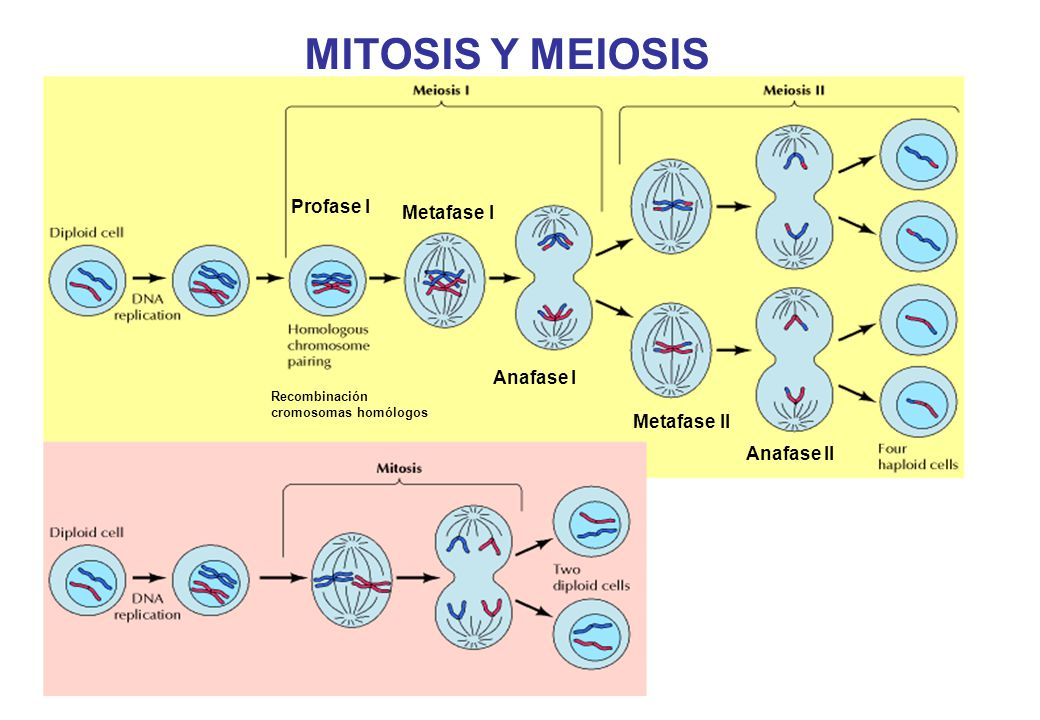 MITOSIS Y MEIOSIS
Meiosis I
Meiosis II
Profase I
Metafase I
Diploid cell
DNA
replication
Homologous
chromosome
pairing
Recombinación
cromosomas homólogos
Anafase I
Metafase II
Anafase II
Four
haploid cells
Mitosis
Diploid cell
DNA
replication
Two
diploid cells